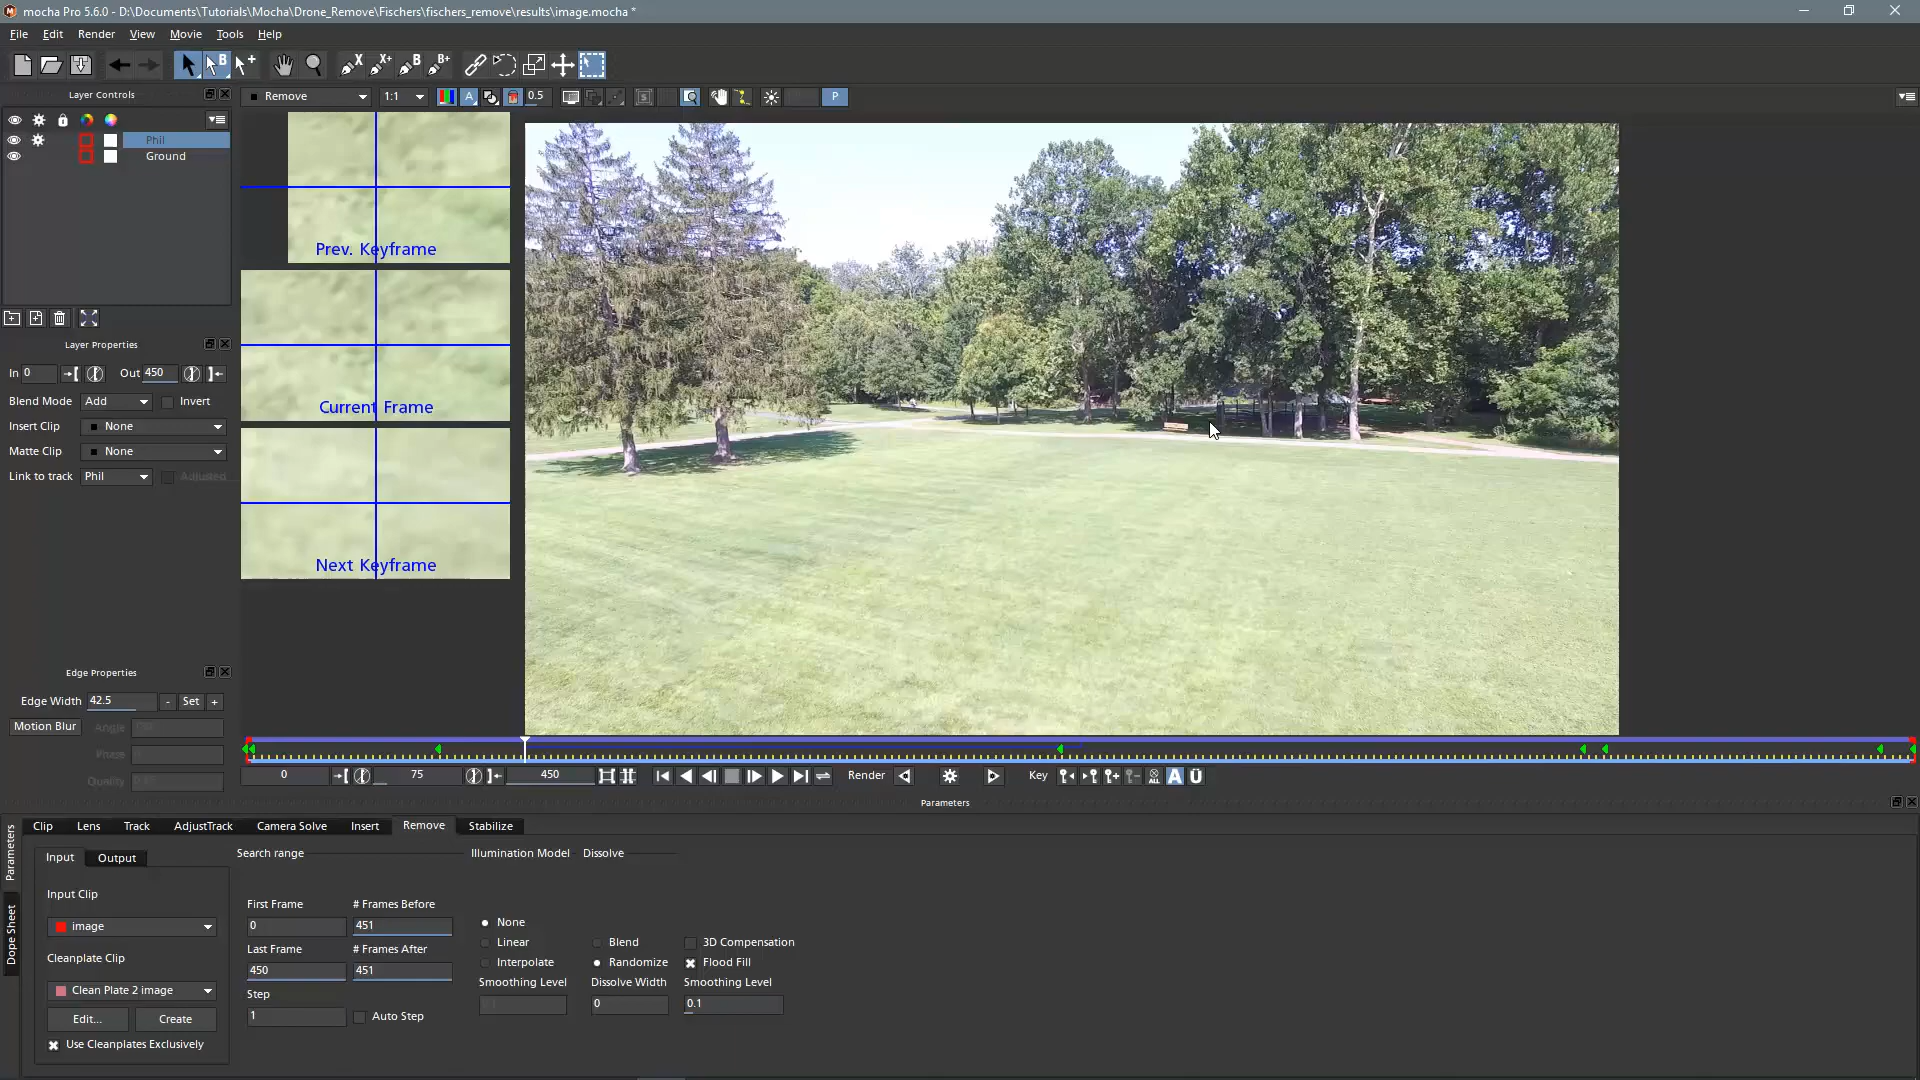 mocha Pro 5.6.0 - D:\Documents\Tutorials\Mocha\Drone_Remove\Fischers\fischers_remove\results\image.mocha *
File Edit Render View Movie Tools Help
Layer Controls
Remove 1:1 A 0.5 P
Phil
Ground
Prev. Keyframe
Current Frame
Next Keyframe
Layer Properties
In 0 Out 450
Blend Mode Add Invert
Insert Clip None
Matte Clip None
Link to track Phil Adjusted
Edge Properties
Edge Width 42.5 - Set +
Motion Blur Angle
Phase
Quality
0 75 450 Render Key ALL A Ü
Parameters
Parameters
Dope Sheet
Clip Lens Track AdjustTrack Camera Solve Insert Remove Stabilize
Input Output
Input Clip
image
Cleanplate Clip
Clean Plate 2 image
Edit... Create
Use Cleanplates Exclusively
Search range Illumination Model Dissolve
First Frame # Frames Before
0 451
Last Frame # Frames After
450 451
Step
1 Auto Step
None
Linear
Interpolate
Smoothing Level
Blend
Randomize
Dissolve Width
0
3D Compensation
Flood Fill
Smoothing Level
0.1